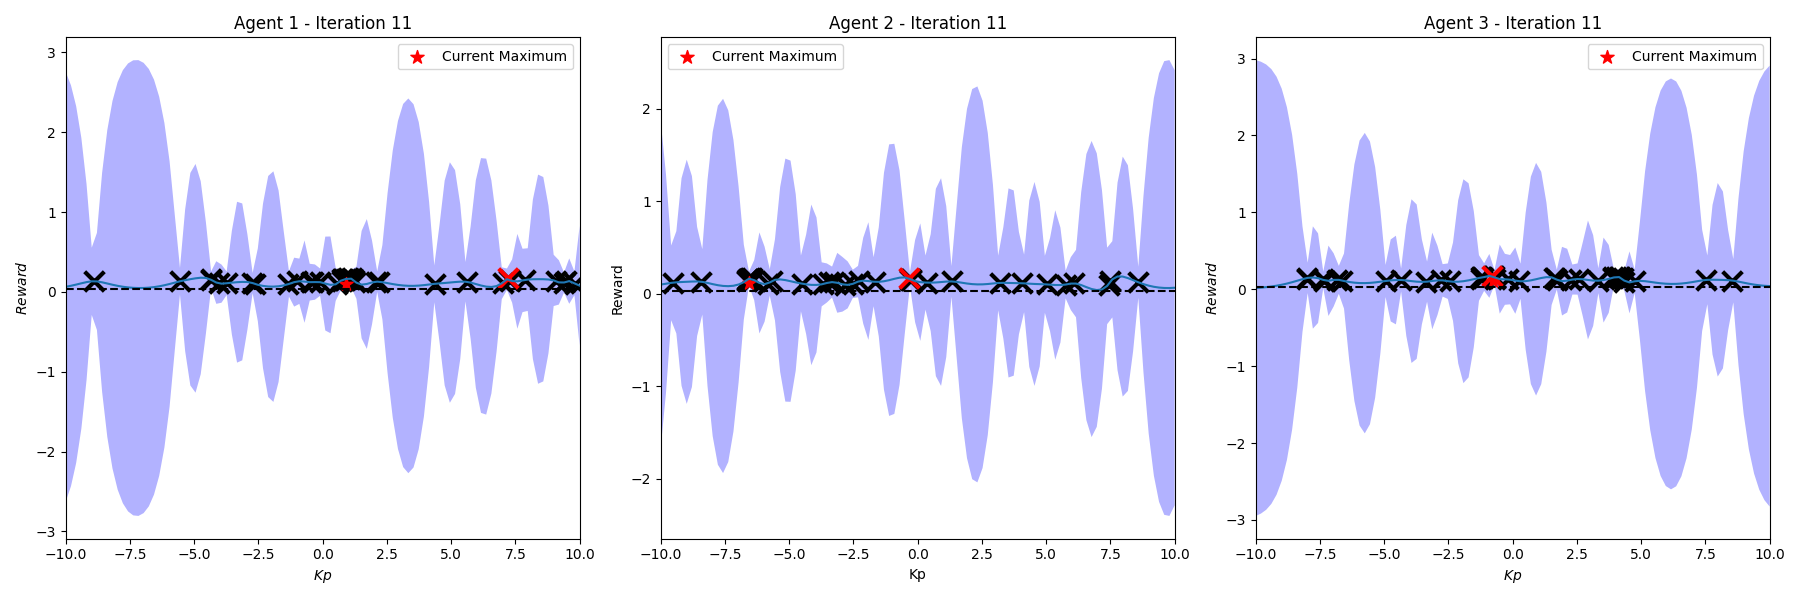 Agent 1 - Iteration 11
Current Maximum
3
2
1
0
−1
−2
−3
Reward
−10.0 −7.5 −5.0 −2.5 0.0 2.5 5.0 7.5 10.0
Kp
Agent 2 - Iteration 11
Current Maximum
2
1
0
−1
−2
Reward
−10.0 −7.5 −5.0 −2.5 0.0 2.5 5.0 7.5 10.0
Kp
Agent 3 - Iteration 11
Current Maximum
3
2
1
0
−1
−2
−3
Reward
−10.0 −7.5 −5.0 −2.5 0.0 2.5 5.0 7.5 10.0
Kp